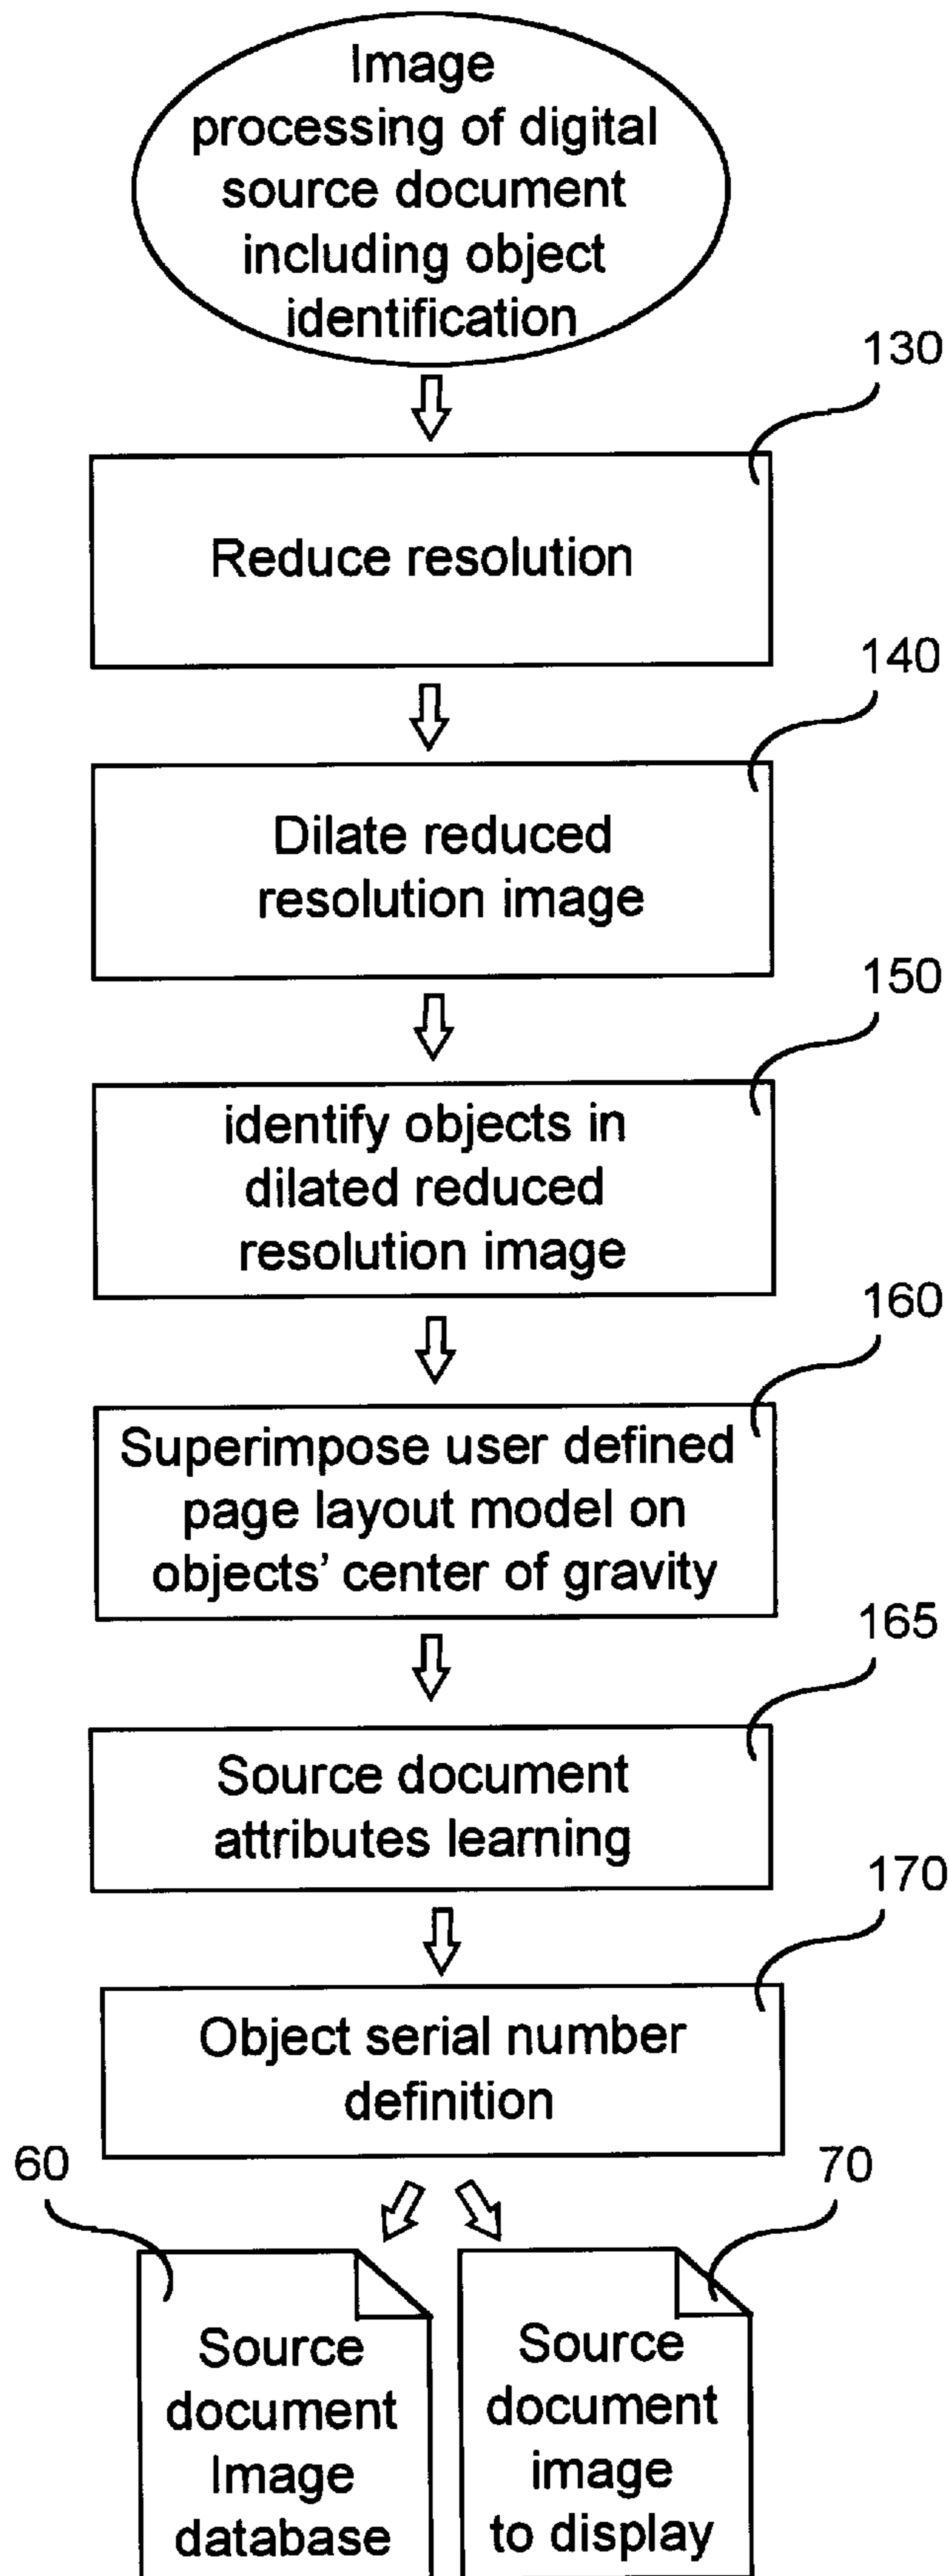 Image
processing of digital
source document
including object
identification
130
Reduce resolution
140
Dilate reduced
resolution image
150
identify objects in
dilated reduced
resolution image
160
Superimpose user defined
page layout model on
objects' center of gravity
165
Source document
attributes learning
170
Object serial number
definition
60
70
Source
document
Image
database
Source
document
image
to display